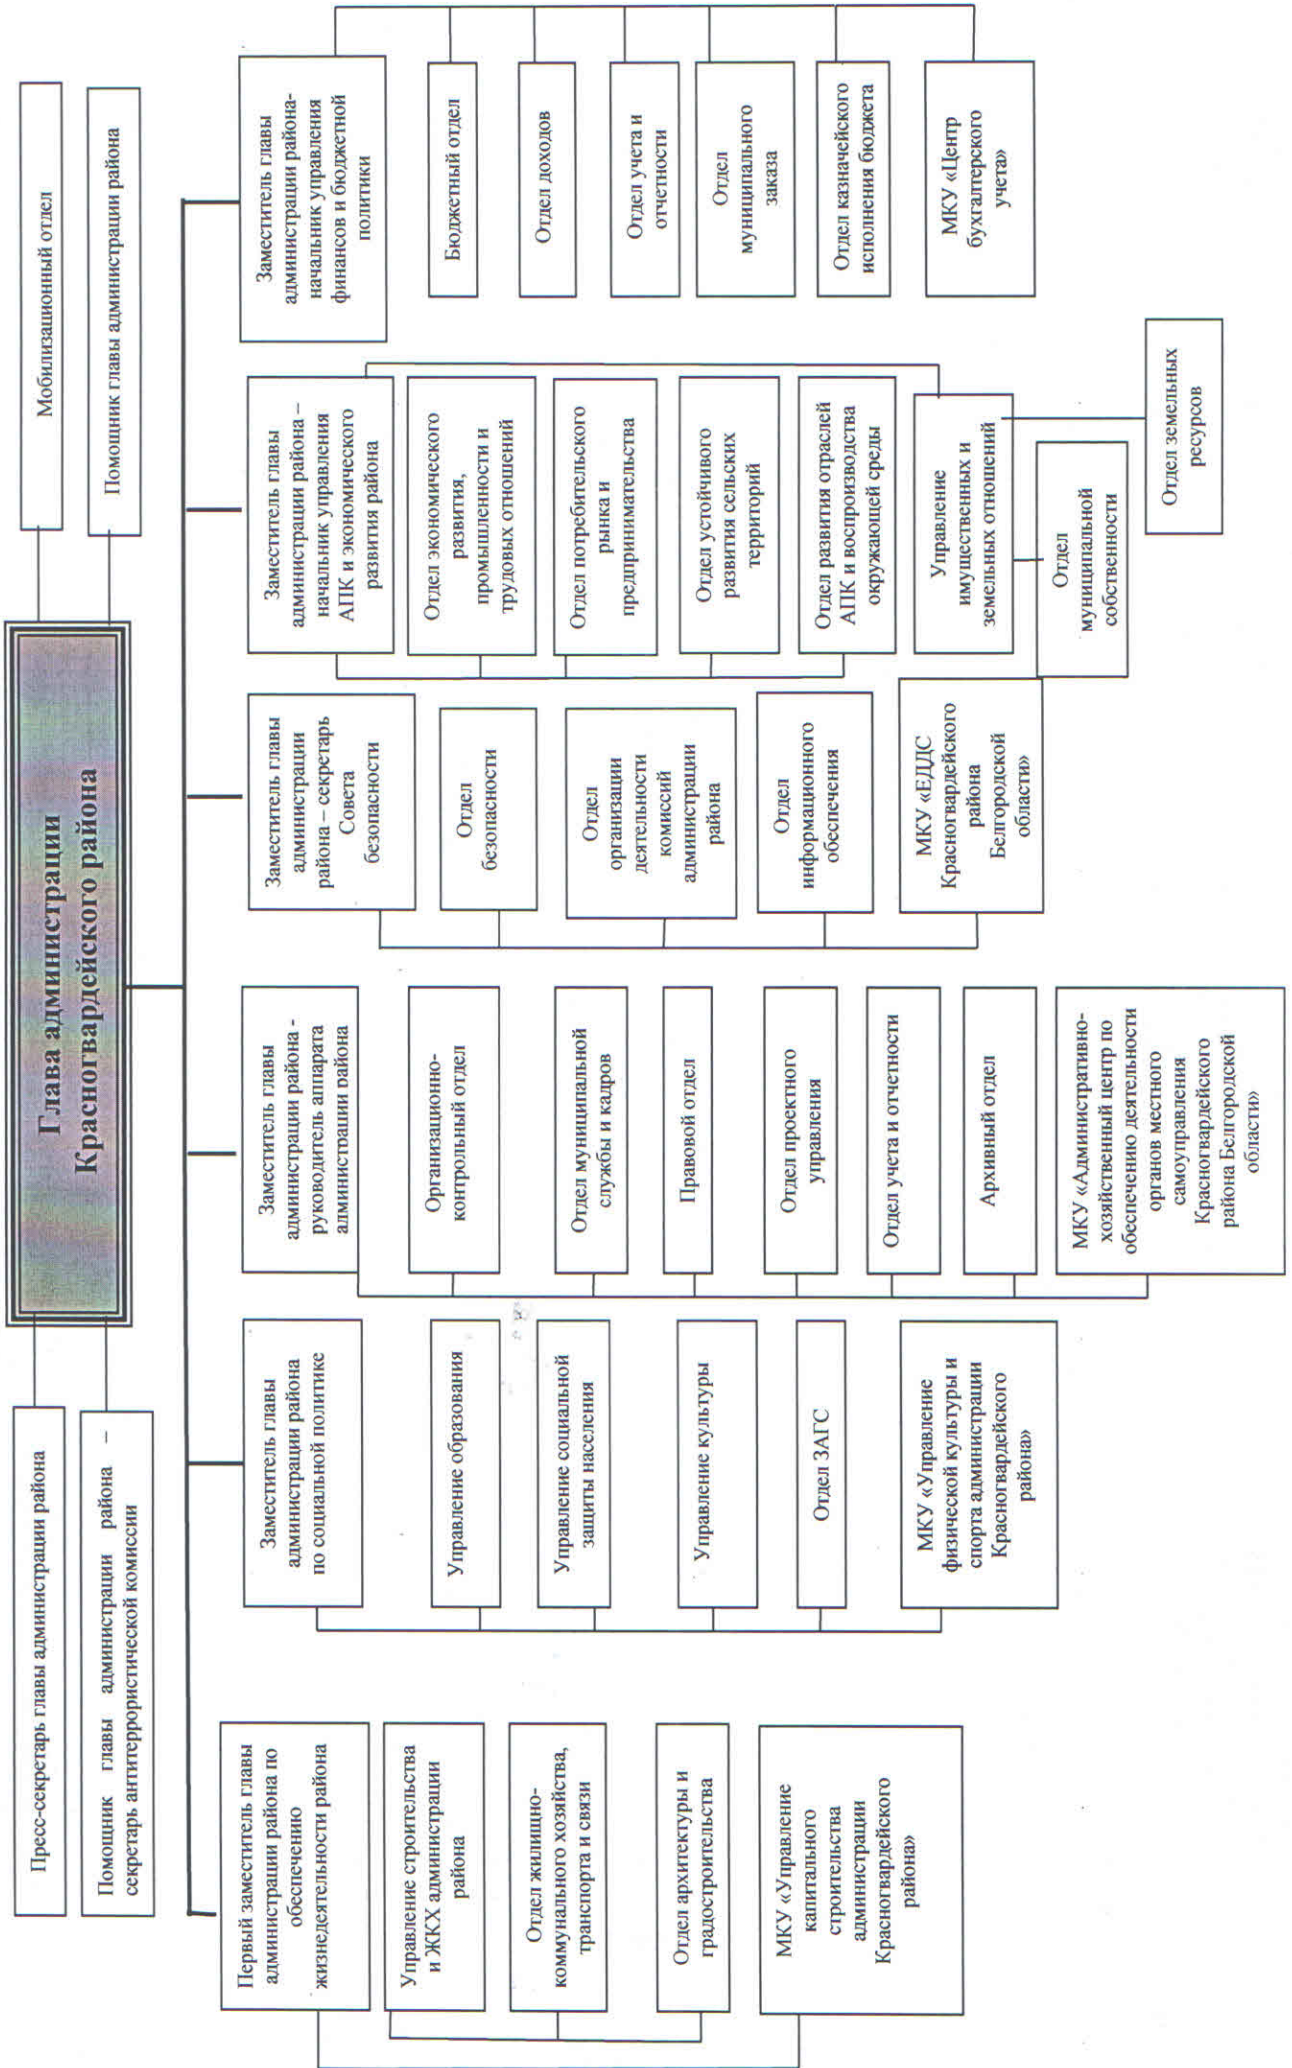 Глава администрации
Красногвардейского района
Пресс-секретарь главы администрации района
Помощник главы администрации района –
секретарь антитеррористической комиссии
Мобилизационный отдел
Помощник главы администрации района
Первый заместитель главы
администрации района по
обеспечению
жизнедеятельности района
Управление строительства
и ЖКХ администрации
района
Отдел жилищно-
коммунального хозяйства,
транспорта и связи
Отдел архитектуры и
градостроительства
МКУ «Управление
капитального
строительства
администрации
Красногвардейского
района»
Заместитель главы
администрации района
по социальной политике
Управление образования
Управление социальной
защиты населения
Управление культуры
Отдел ЗАГС
МКУ «Управление
физической культуры и
спорта администрации
Красногвардейского
района»
Заместитель главы
администрации района -
руководитель аппарата
администрации района
Организационно-
контрольный отдел
Отдел муниципальной
службы и кадров
Правовой отдел
Отдел проектного
управления
Отдел учета и отчетности
Архивный отдел
МКУ «Административно-
хозяйственный центр по
обеспечению деятельности
органов местного
самоуправления
Красногвардейского
района Белгородской
области»
Заместитель главы
администрации
района – секретарь
Совета
безопасности
Отдел
безопасности
Отдел
организации
деятельности
комиссий
администрации
района
Отдел
информационного
обеспечения
МКУ «ЕДДС
Красногвардейского
района
Белгородской
области»
Заместитель главы
администрации района –
начальник управления
АПК и экономического
развития района
Отдел экономического
развития,
промышленности и
трудовых отношений
Отдел потребительского
рынка и
предпринимательства
Отдел устойчивого
развития сельских
территорий
Отдел развития отраслей
АПК и воспроизводства
окружающей среды
Управление
имущественных и
земельных отношений
Отдел
муниципальной
собственности
Отдел земельных
ресурсов
Заместитель главы
администрации района-
начальник управления
финансов и бюджетной
политики
Бюджетный отдел
Отдел доходов
Отдел учета и
отчетности
Отдел
муниципального
заказа
Отдел казначейского
исполнения бюджета
МКУ «Центр
бухгалтерского
учета»